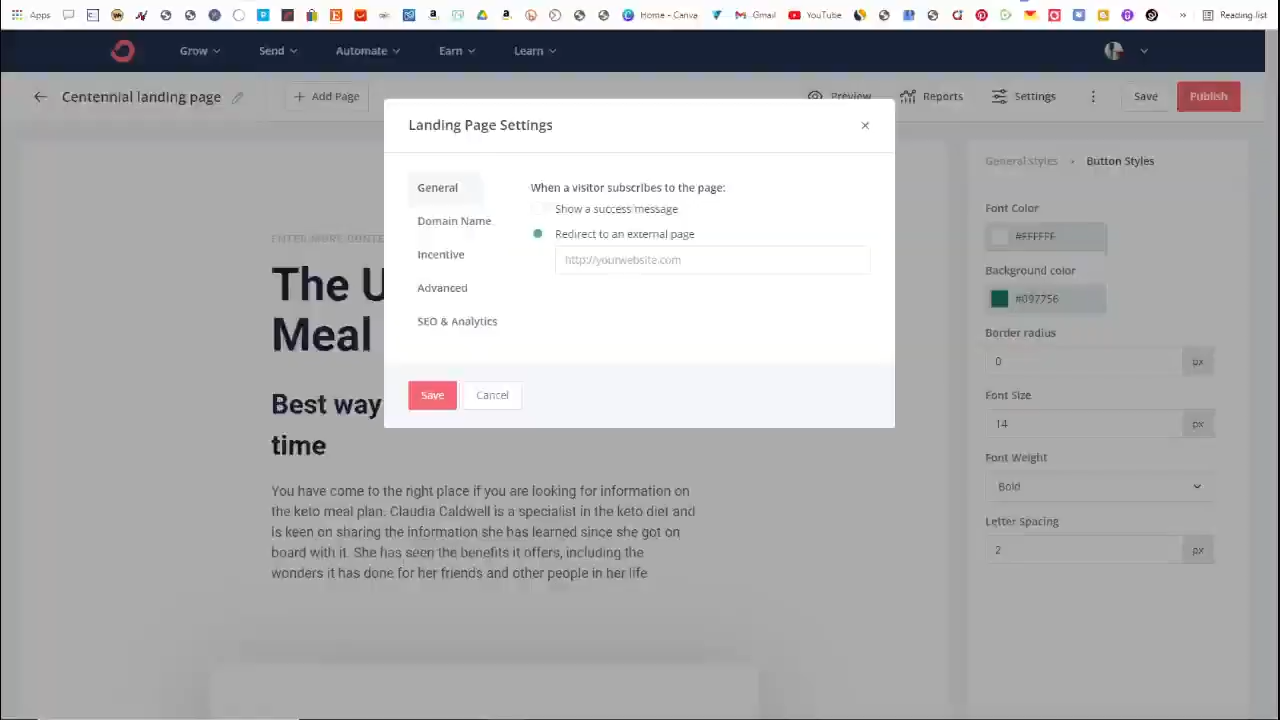 Apps
Home - Canva
Gmail
YouTube
»
Reading list
Grow
Send
Automate
Earn
Learn
Centennial landing page
+ Add Page
Preview
Reports
Settings
Save
Publish
Landing Page Settings
General
Domain Name
Incentive
Advanced
SEO & Analytics
When a visitor subscribes to the page:
Show a success message
Redirect to an external page
http://yourwebsite.com
Save
Cancel
The U
Meal
Best way
time
You have come to the right place if you are looking for information on
the keto meal plan. Claudia Caldwell is a specialist in the keto diet and
is keen on sharing the information she has learned since she got on
board with it. She has seen the benefits it offers, including the
wonders it has done for her friends and other people in her life
General styles
Button Styles
Font Color
#FFFFFF
Background color
#097756
Border radius
0 px
Font Size
14 px
Font Weight
Bold
Letter Spacing
2 px